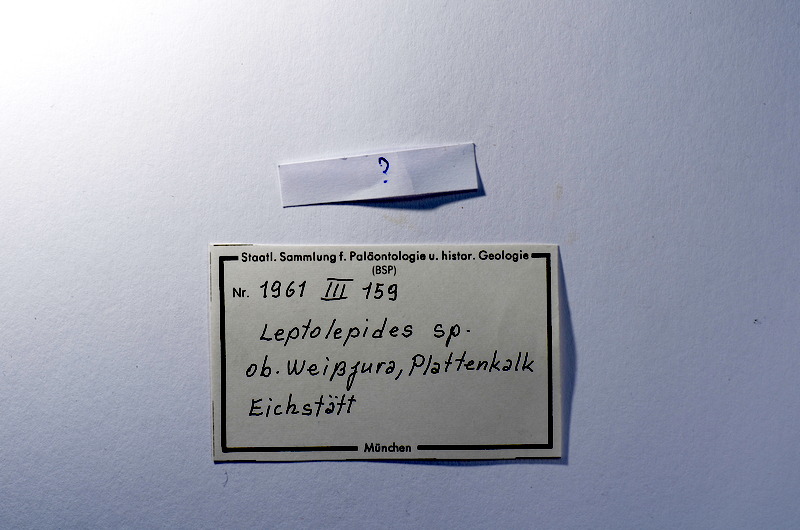 ?
Staatl. Sammlung f. Paläontologie u. histor. Geologie
(BSP)
Nr. 1961 III 159
Leptolepides sp.
ob. Weißjura, Plattenkalk
Eichstätt
München